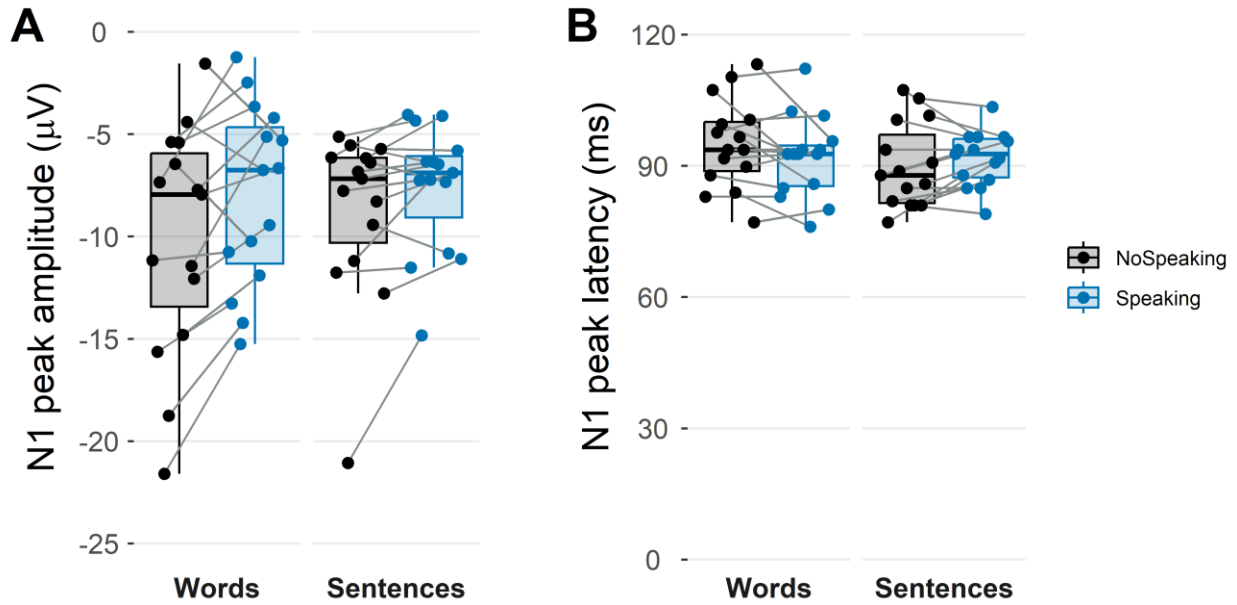 A
N1 peak amplitude (μV)
0
-5
-10
-15
-20
-25
Words
Sentences
B
N1 peak latency (ms)
120
90
60
30
0
Words
Sentences
NoSpeaking
Speaking